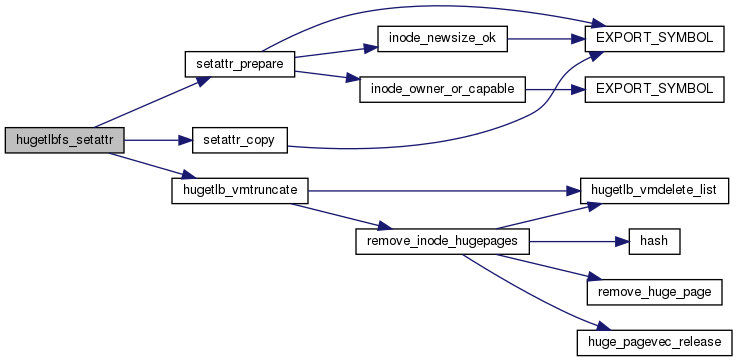 inode_newsize_ok
EXPORT_SYMBOL
setattr_prepare
inode_owner_or_capable
EXPORT_SYMBOL
hugetlbfs_setattr
setattr_copy
hugetlb_vmtruncate
hugetlb_vmdelete_list
remove_inode_hugepages
hash
remove_huge_page
huge_pagevec_release